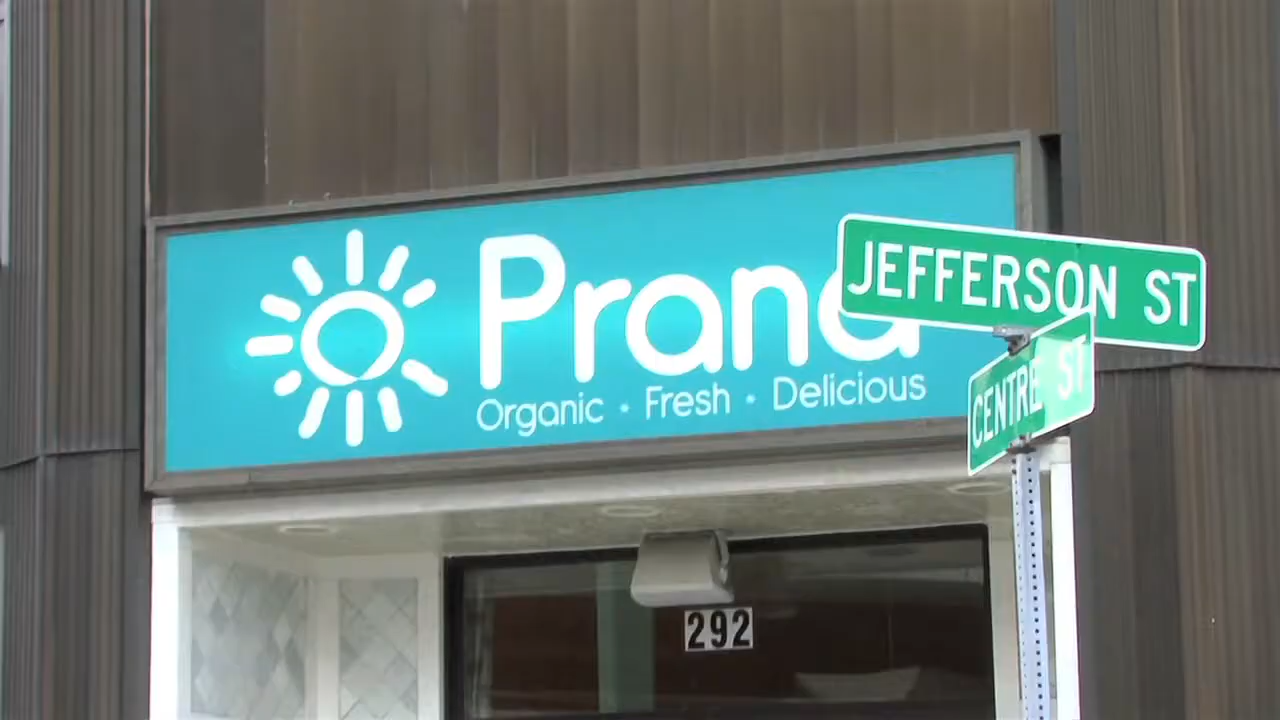 Prana
Organic • Fresh • Delicious
JEFFERSON ST
CENTRE ST
292